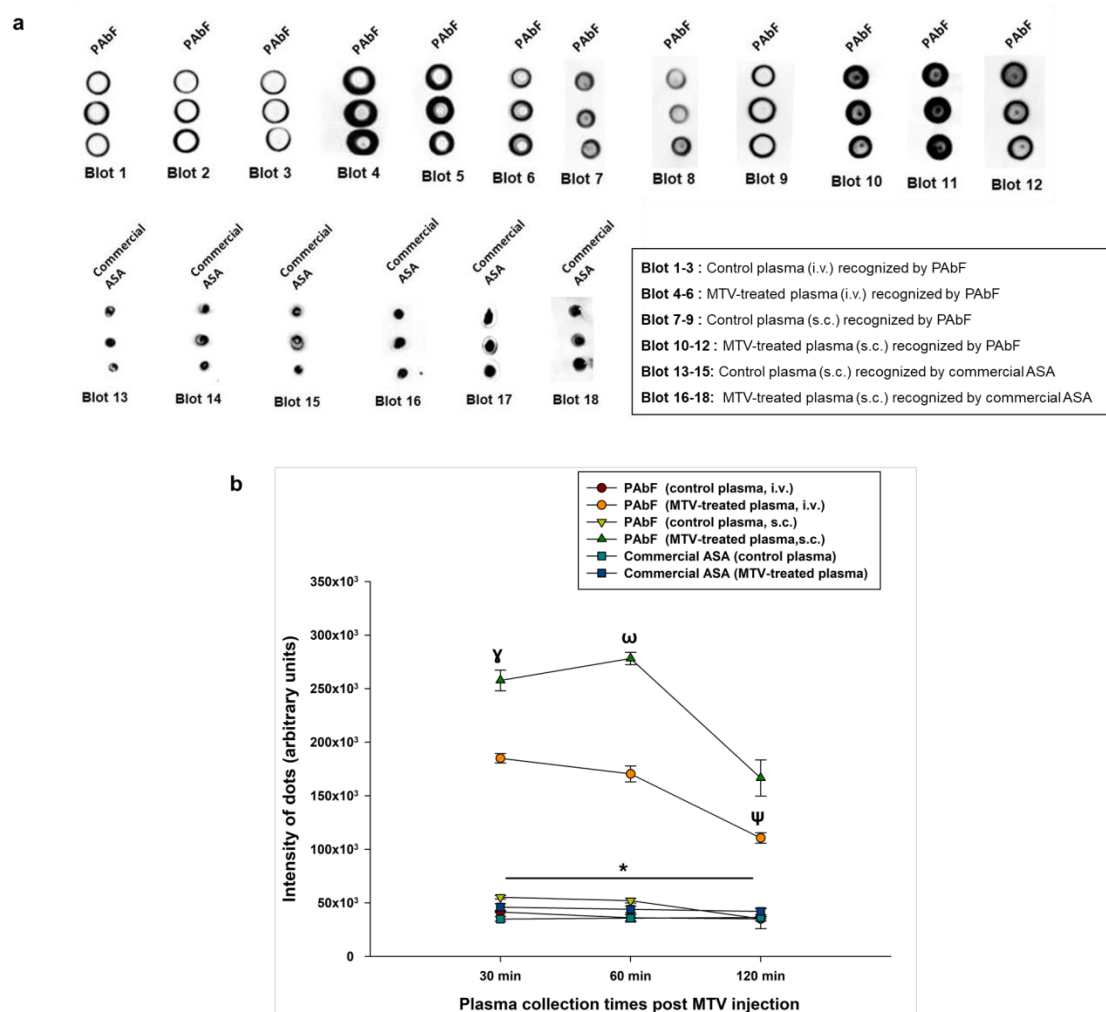 a
PAbF PAbF PAbF PAbF PAbF PAbF PAbF PAbF PAbF PAbF PAbF PAbF
Blot 1 Blot 2 Blot 3 Blot 4 Blot 5 Blot 6 Blot 7 Blot 8 Blot 9 Blot 10 Blot 11 Blot 12
Commercial Commercial Commercial Commercial Commercial Commercial
ASA ASA ASA ASA ASA ASA
Blot 13 Blot 14 Blot 15 Blot 16 Blot 17 Blot 18
Blot 1-3 : Control plasma (i.v.) recognized by PAbF
Blot 4-6 : MTV-treated plasma (i.v.) recognized by PAbF
Blot 7-9 : Control plasma (s.c.) recognized by PAbF
Blot 10-12 : MTV-treated plasma (s.c.) recognized by PAbF
Blot 13-15: Control plasma (s.c.) recognized by commercial ASA
Blot 16-18: MTV-treated plasma (s.c.) recognized by commercial ASA
b
PAbF (control plasma, i.v.)
PAbF (MTV-treated plasma, i.v.)
PAbF (control plasma, s.c.)
PAbF (MTV-treated plasma,s.c.)
Commercial ASA (control plasma)
Commercial ASA (MTV-treated plasma)
Intensity of dots (arbitrary units)
350x10³
300x10³
250x10³
200x10³
150x10³
100x10³
50x10³
0
ɣ
ω
ψ
*
30 min 60 min 120 min
Plasma collection times post MTV injection